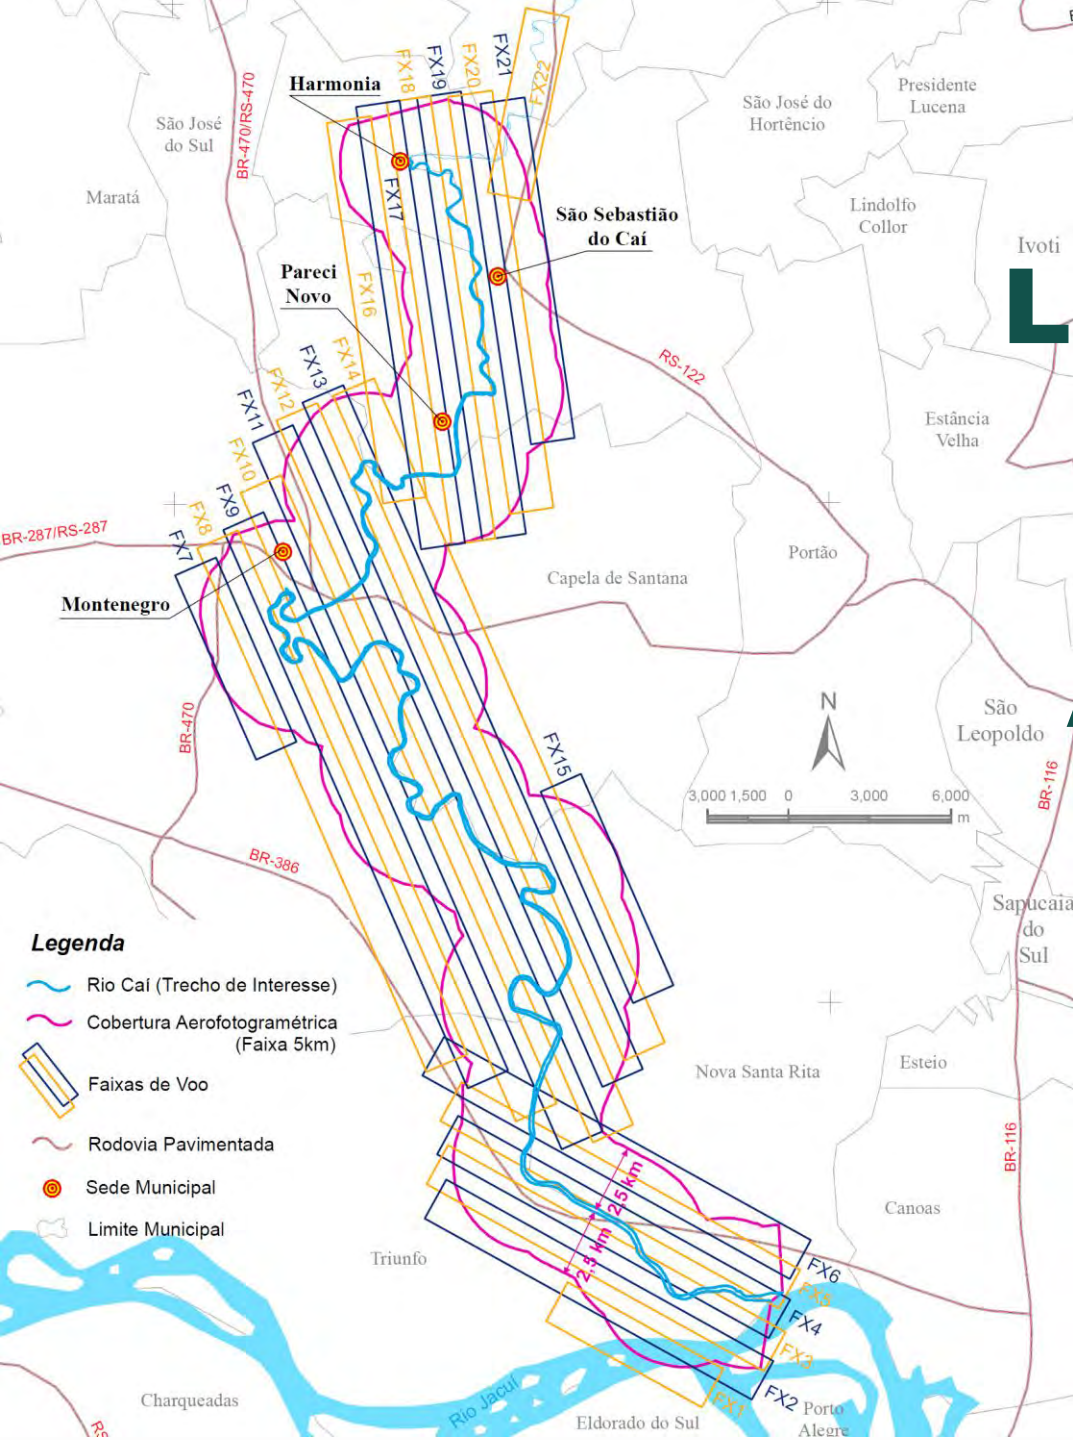 FX22
FX21
FX20
FX19
FX18
Harmonia
BR-470/RS-470
São José
do Sul
São José do
Hortêncio
Presidente
Lucena
Maratá
FX17
São Sebastião
do Caí
Lindolfo
Collor
Ivoti
L
Pareci
Novo
FX16
FX14
FX13
FX12
FX11
RS-122
Estância
Velha
FX10
FX9
FX8
FX7
BR-287/RS-287
Portão
Capela de Santana
Montenegro
BR-470
N
São
Leopoldo
FX15
3,000 1,500 0 3,000 6,000
m
BR-116
BR-386
Sapucaia
do
Sul
Legenda
Rio Caí (Trecho de Interesse)
Cobertura Aerofotogramétrica
(Faixa 5km)
Faixas de Voo
Rodovia Pavimentada
Sede Municipal
Limite Municipal
Nova Santa Rita
Esteio
BR-116
2,5 km
2,5 km
Canoas
Triunfo
FX6
FX5
FX4
FX3
FX2
FX1
Rio Jacuí
Charqueadas
Eldorado do Sul
Porto
Alegre
RS